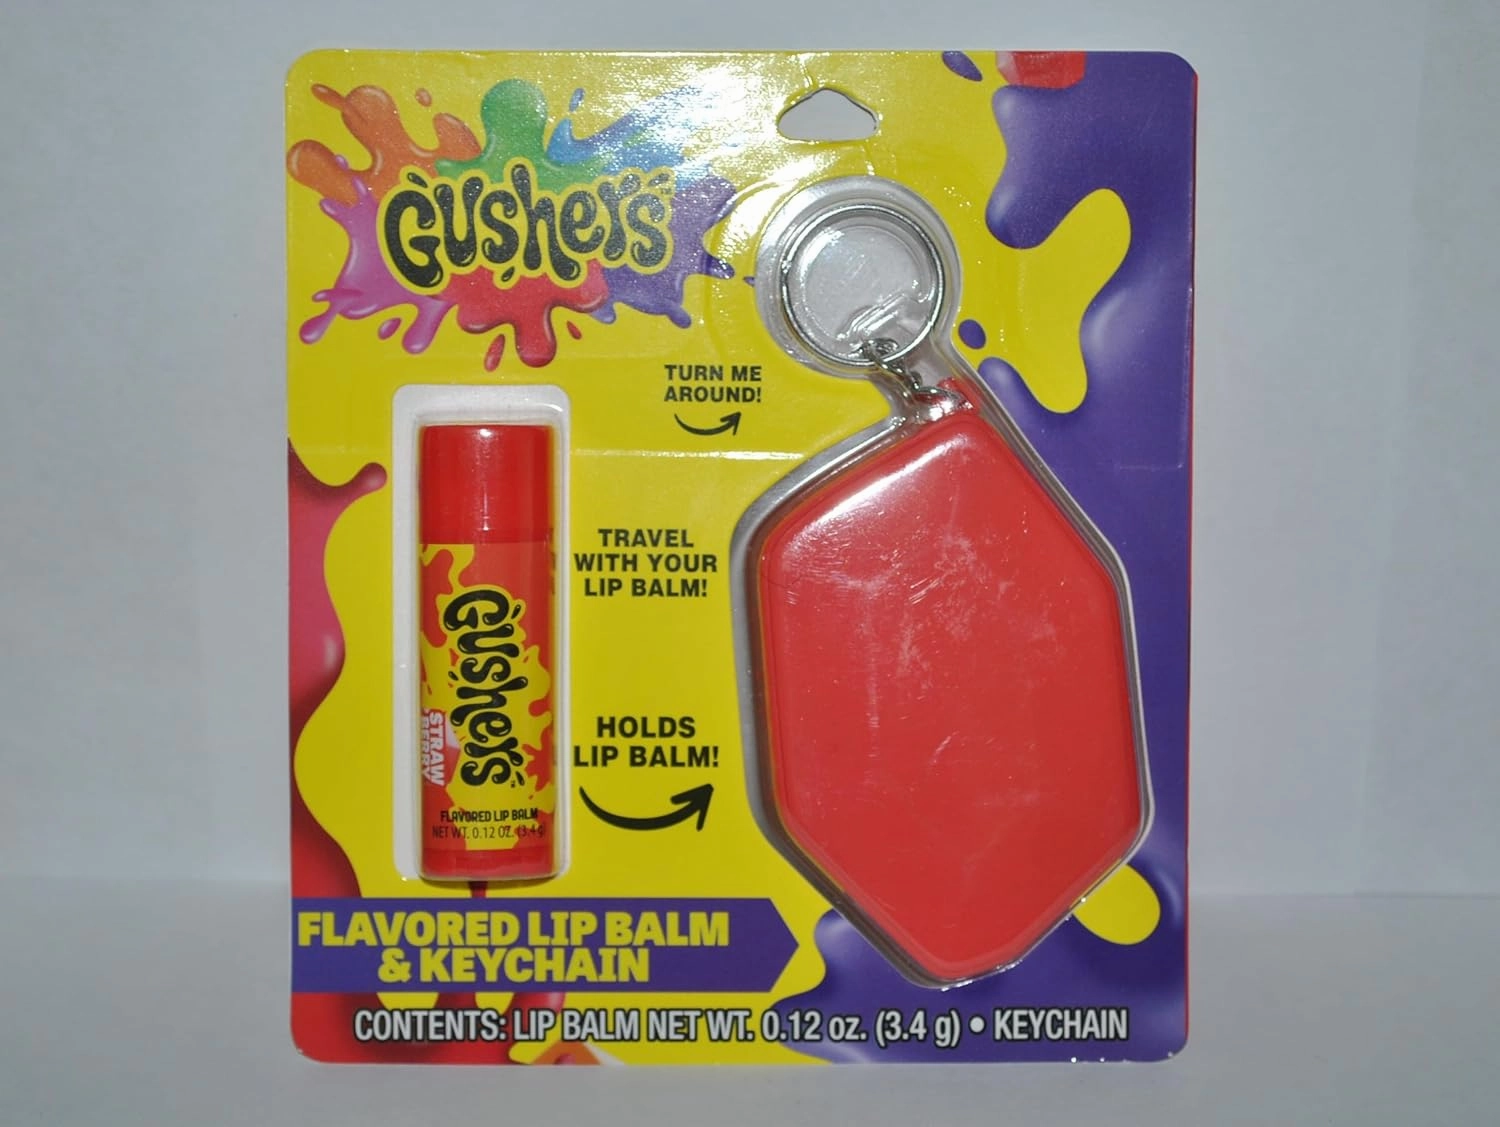 Gushers™
TURN ME
AROUND!
TRAVEL
WITH YOUR
LIP BALM!
HOLDS
LIP BALM!
Gushers™
STRAW
BERRY
FLAVORED LIP BALM
NET WT. 0.12 OZ. (3.4 g)
FLAVORED LIP BALM
& KEYCHAIN
CONTENTS: LIP BALM NET WT. 0.12 oz. (3.4 g) • KEYCHAIN